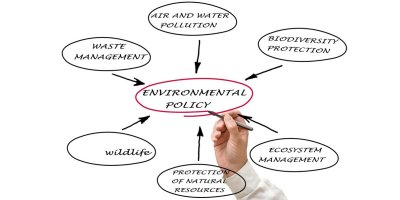 AIR AND WATER
POLLUTION
WASTE
MANAGEMENT
BIODIVERSITY
PROTECTION
ENVIRONMENTAL
POLICY
wildlife
ECOSYSTEM
MANAGEMENT
PROTECTION
OF NATURAL
RESOURCES